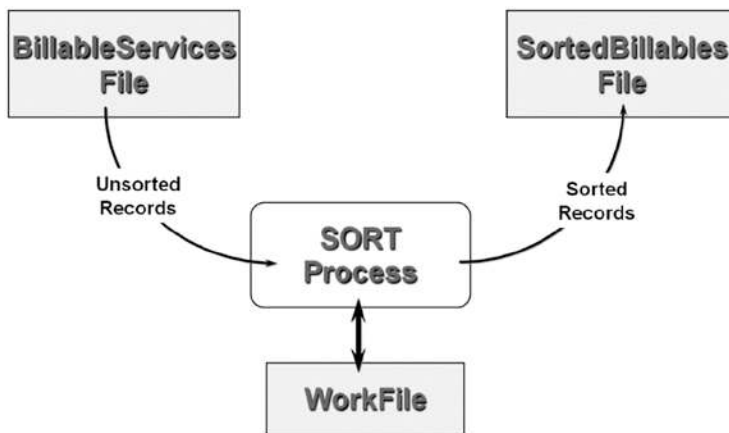 BillableServices
File
SortedBillables
File
Unsorted
Records
Sorted
Records
SORT
Process
WorkFile